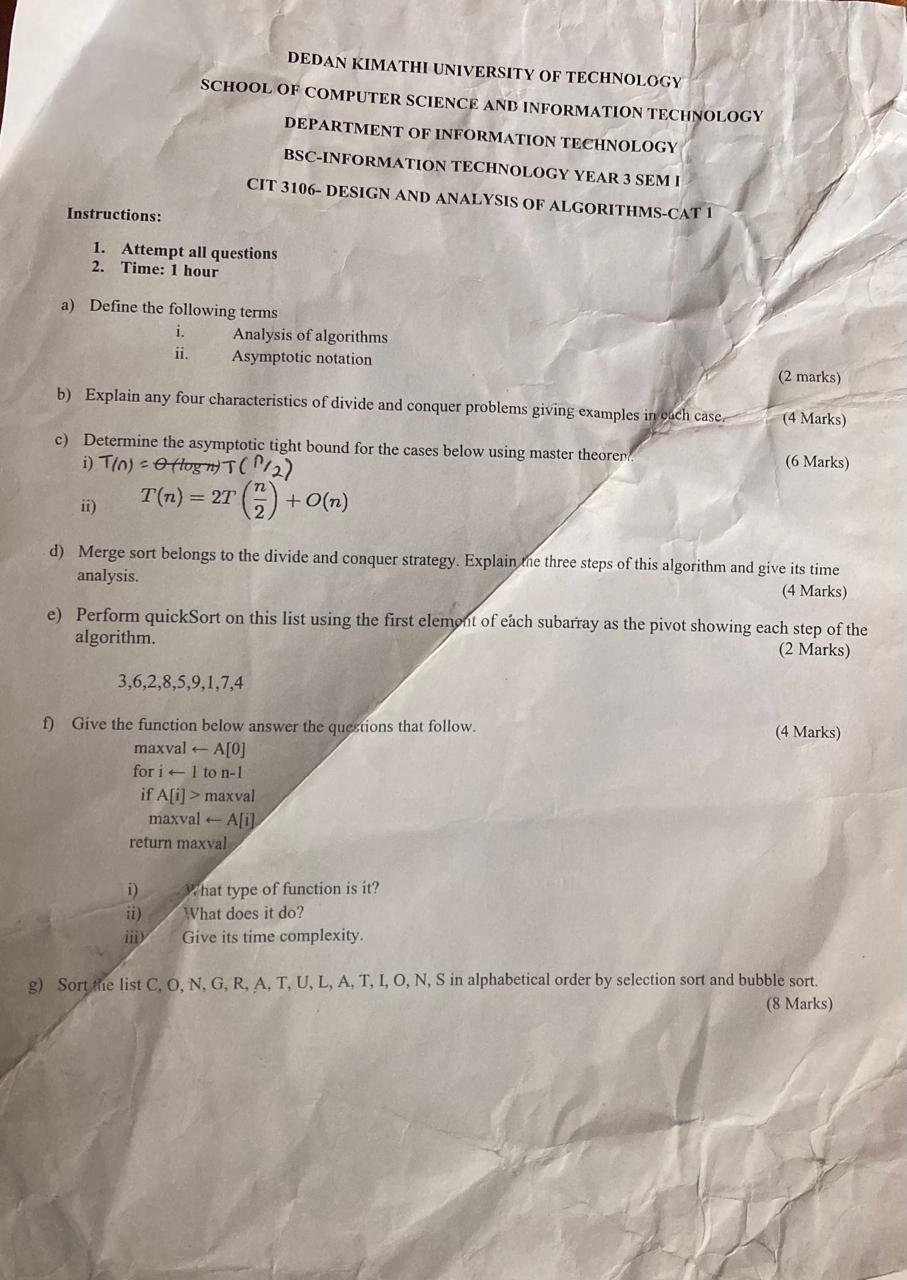 DEDAN KIMATHI UNIVERSITY OF TECHNOLOGY
SCHOOL OF COMPUTER SCIENCE AND INFORMATION TECHNOLOGY
DEPARTMENT OF INFORMATION TECHNOLOGY
BSC-INFORMATION TECHNOLOGY YEAR 3 SEM I
CIT 3106- DESIGN AND ANALYSIS OF ALGORITHMS-CAT 1
Instructions:
1. Attempt all questions
2. Time: 1 hour
a) Define the following terms
i. Analysis of algorithms
ii. Asymptotic notation
(2 marks)
b) Explain any four characteristics of divide and conquer problems giving examples in each case. (4 Marks)
c) Determine the asymptotic tight bound for the cases below using master theorem. (6 Marks)
i) T(n) = T(n/2)
ii) T(n) = 2T(n/2) + O(n)
d) Merge sort belongs to the divide and conquer strategy. Explain the three steps of this algorithm and give its time
analysis. (4 Marks)
e) Perform quickSort on this list using the first element of each subarray as the pivot showing each step of the
algorithm. (2 Marks)
3,6,2,8,5,9,1,7,4
f) Give the function below answer the questions that follow. (4 Marks)
maxval ← A[0]
for i ← 1 to n-1
if A[i] > maxval
maxval ← A[i]
return maxval
i) What type of function is it?
ii) What does it do?
iii) Give its time complexity.
g) Sort the list C, O, N, G, R, A, T, U, L, A, T, I, O, N, S in alphabetical order by selection sort and bubble sort.
(8 Marks)